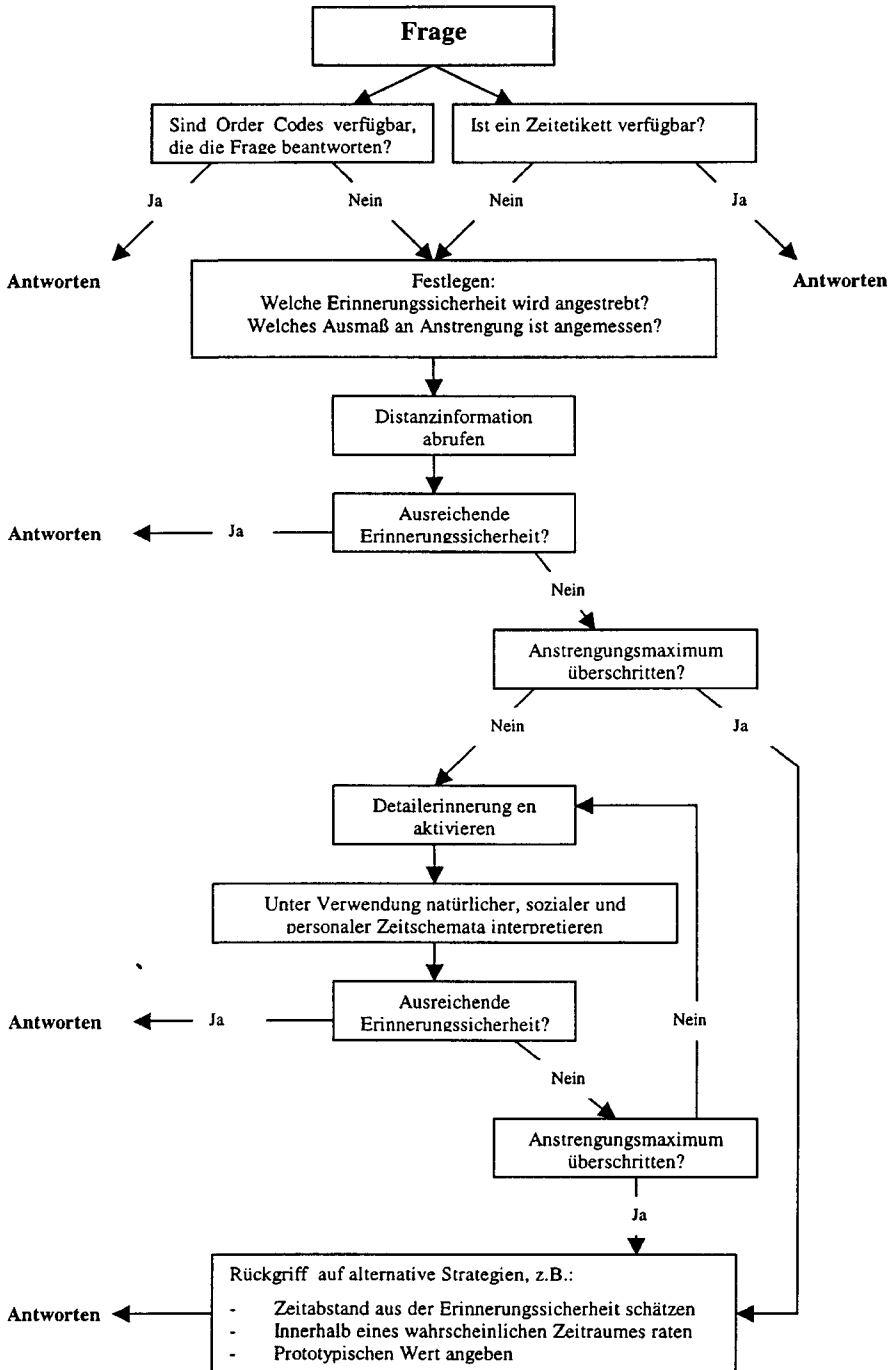 Frage
Sind Order Codes verfügbar,
die die Frage beantworten?
Ist ein Zeitetikett verfügbar?
Ja
Nein
Nein
Ja
Antworten
Antworten
Festlegen:
Welche Erinnerungssicherheit wird angestrebt?
Welches Ausmaß an Anstrengung ist angemessen?
Distanzinformation
abrufen
Ausreichende
Erinnerungssicherheit?
Ja
Antworten
Nein
Anstrengungsmaximum
überschritten?
Nein
Ja
Detailerinnerung en
aktivieren
Unter Verwendung natürlicher, sozialer und
personaler Zeitschemata interpretieren
Ausreichende
Erinnerungssicherheit?
Ja
Antworten
Nein
Nein
Anstrengungsmaximum
überschritten?
Ja
Rückgriff auf alternative Strategien, z.B.:
- Zeitabstand aus der Erinnerungssicherheit schätzen
- Innerhalb eines wahrscheinlichen Zeitraumes raten
- Prototypischen Wert angeben
Antworten